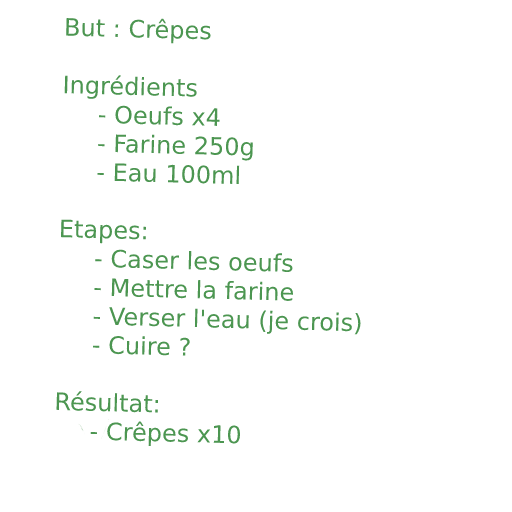 But : Crêpes
Ingrédients
- Oeufs x4
- Farine 250g
- Eau 100ml
Etapes:
- Caser les oeufs
- Mettre la farine
- Verser l'eau (je crois)
- Cuire ?
Résultat:
- Crêpes x10